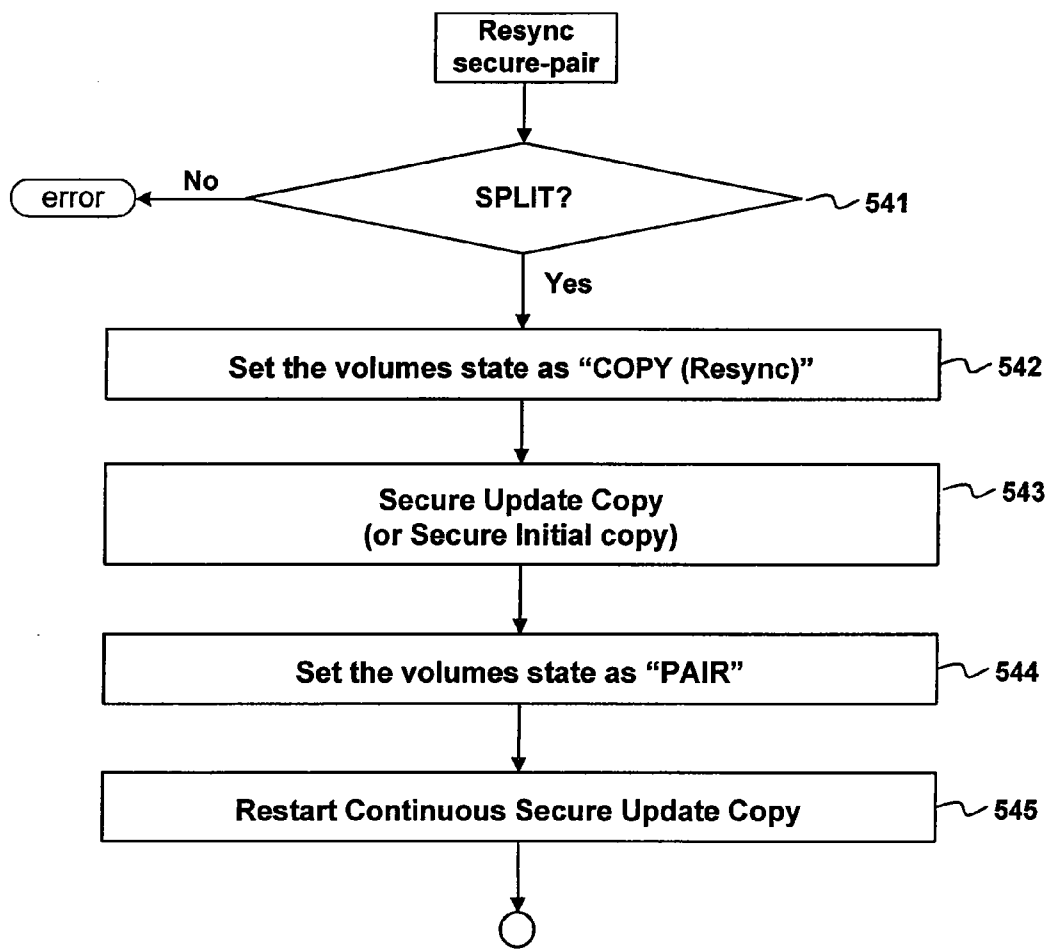 Resync
secure-pair
SPLIT?
541
No
error
Yes
Set the volumes state as “COPY (Resync)”
542
Secure Update Copy
(or Secure Initial copy)
543
Set the volumes state as “PAIR”
544
Restart Continuous Secure Update Copy
545